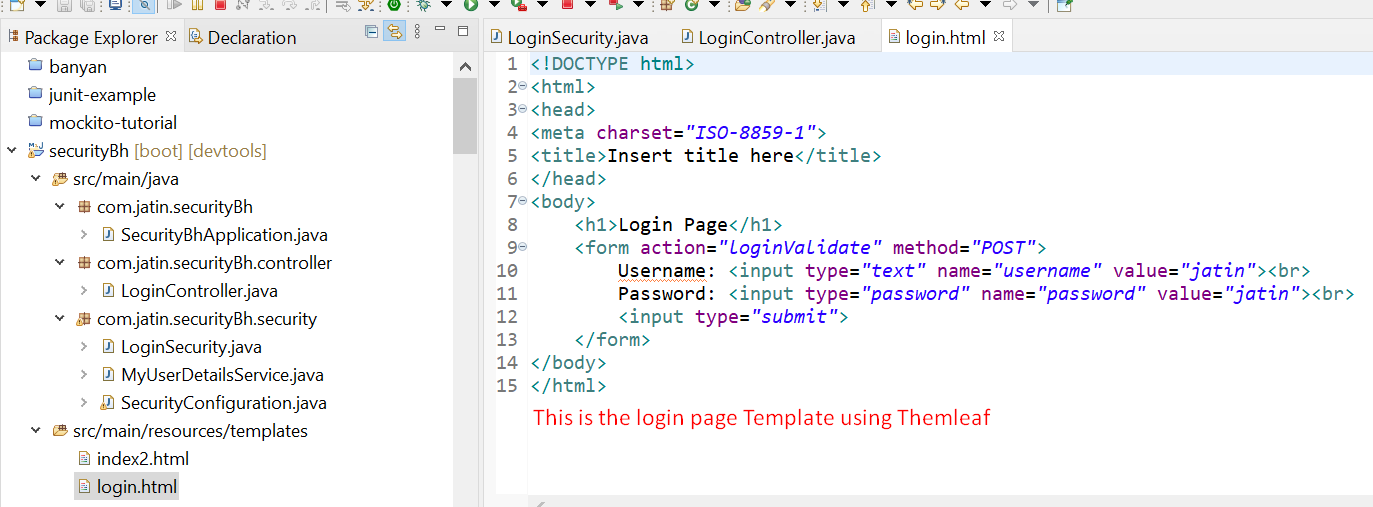 Package Explorer Declaration
banyan
junit-example
mockito-tutorial
securityBh [boot] [devtools]
src/main/java
com.jatin.securityBh
SecurityBhApplication.java
com.jatin.securityBh.controller
LoginController.java
com.jatin.securityBh.security
LoginSecurity.java
MyUserDetailsService.java
SecurityConfiguration.java
src/main/resources/templates
index2.html
login.html
LoginSecurity.java LoginController.java login.html
1 <!DOCTYPE html>
2 <html>
3 <head>
4 <meta charset="ISO-8859-1">
5 <title>Insert title here</title>
6 </head>
7 <body>
8 <h1>Login Page</h1>
9 <form action="loginValidate" method="POST">
10 Username: <input type="text" name="username" value="jatin"><br>
11 Password: <input type="password" name="password" value="jatin"><br>
12 <input type="submit">
13 </form>
14 </body>
15 </html>
This is the login page Template using Themleaf